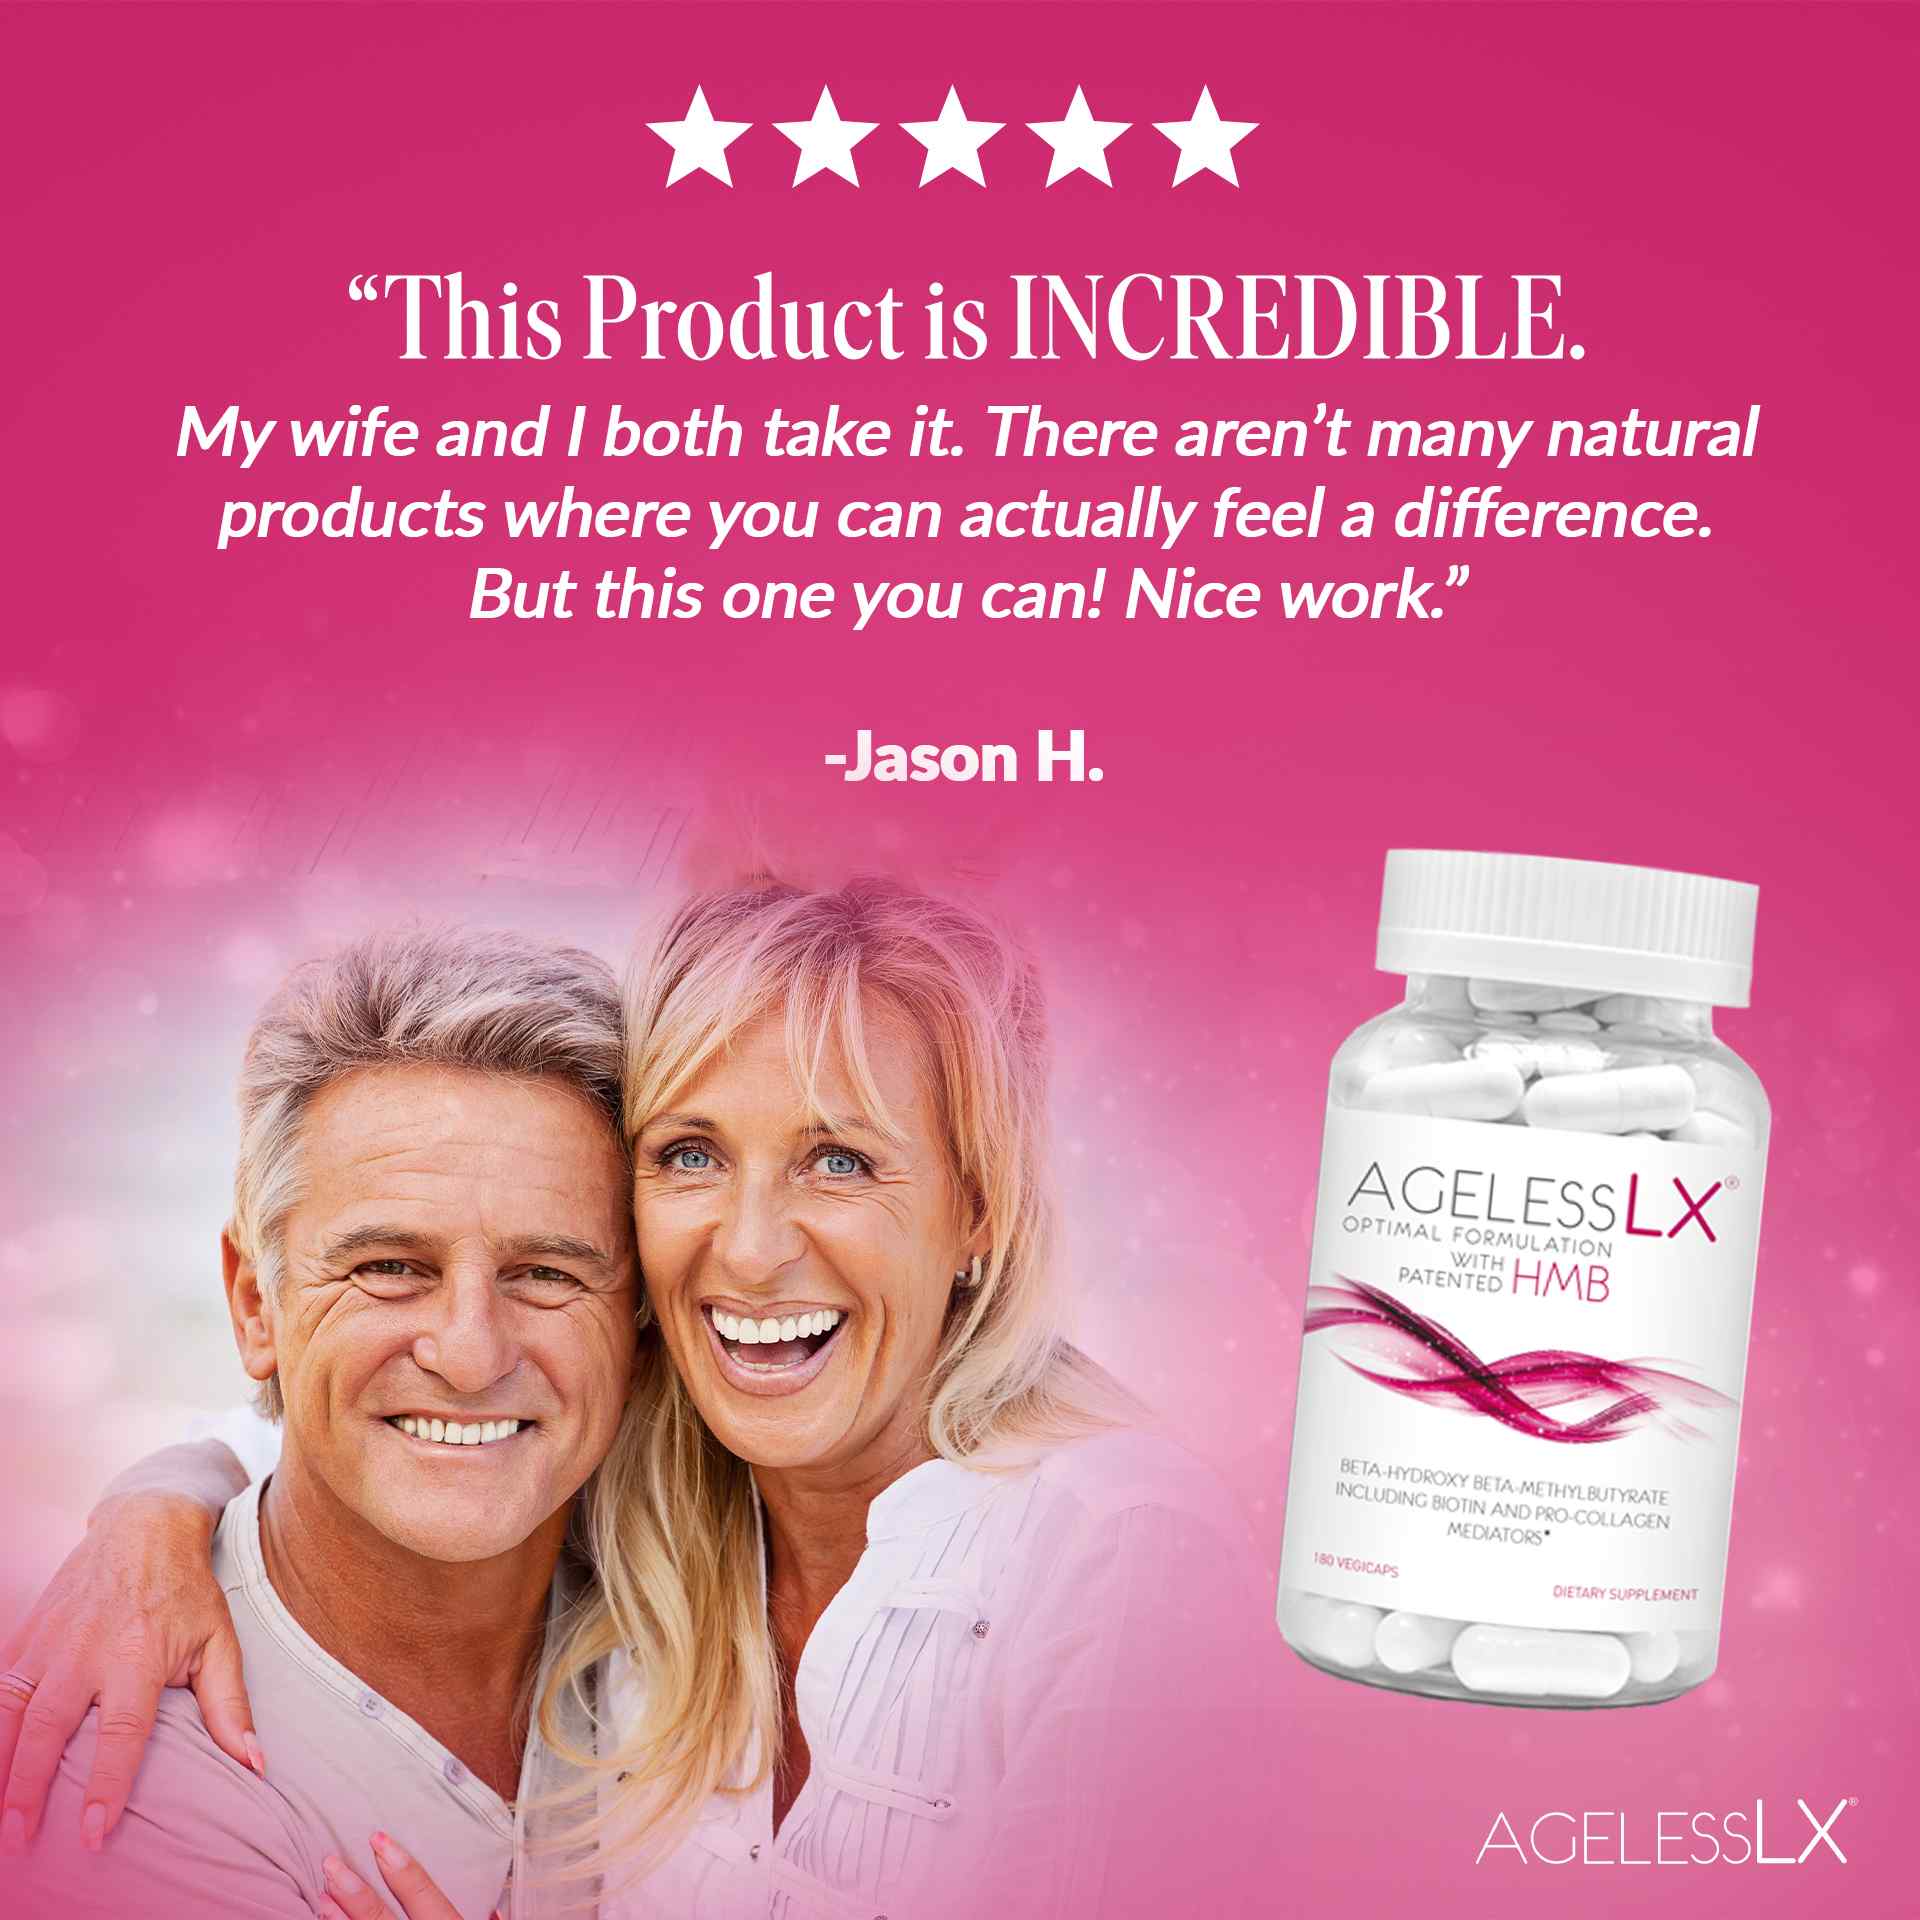 “This Product is INCREDIBLE.
My wife and I both take it. There aren’t many natural
products where you can actually feel a difference.
But this one you can! Nice work.”
-Jason H.
AGELESSLX®
OPTIMAL FORMULATION
WITH
PATENTED HMB
BETA-HYDROXY BETA-METHYLBUTYRATE
INCLUDING BIOTIN AND PRO-COLLAGEN
MEDIATORS*
180 VEGICAPS
DIETARY SUPPLEMENT
AGELESSLX®